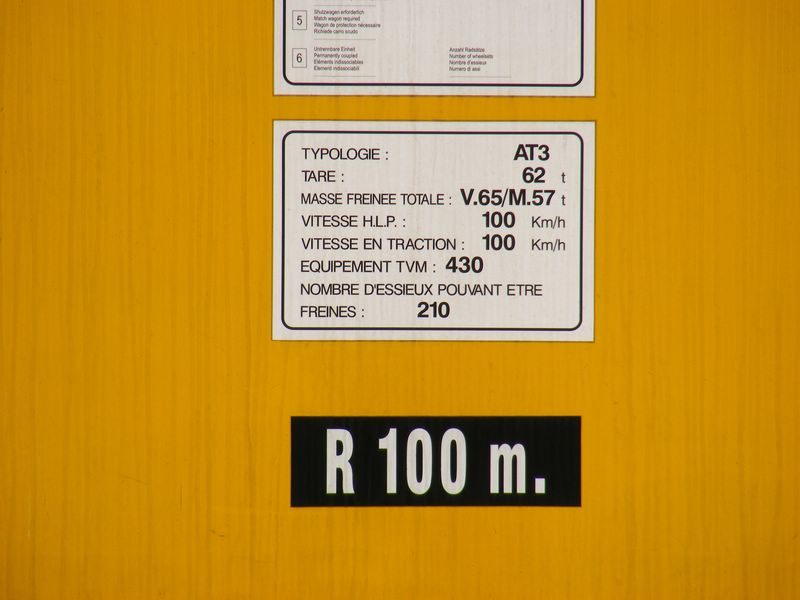 5
Shutzwagen erforderlich
Match wagon required
Wagon de protection nécessaire
Richiede carro scudo
6
Untrennbare Einheit
Permanently coupled
Eléments indissociables
Elementi indissociabili
Anzahl Radsätze
Number of wheelsets
Nombre d'essieux
Numero di assi
TYPOLOGIE : AT3
TARE : 62 t
MASSE FREINEE TOTALE : V.65/M.57 t
VITESSE H.L.P. : 100 Km/h
VITESSE EN TRACTION : 100 Km/h
EQUIPEMENT TVM : 430
NOMBRE D'ESSIEUX POUVANT ETRE
FREINES : 210
R 100 m.